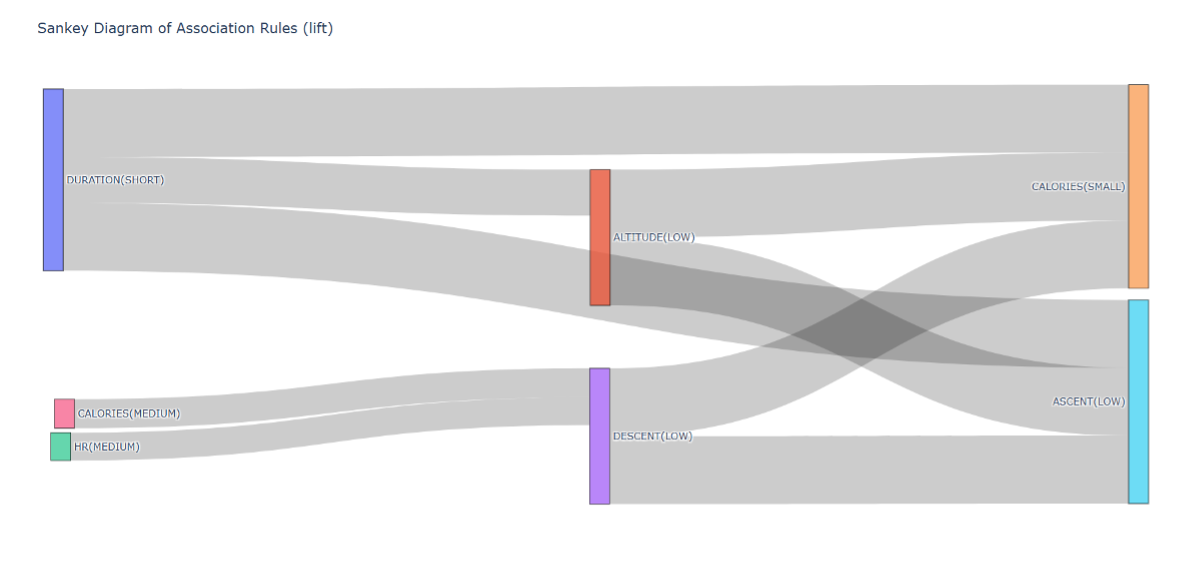 Sankey Diagram of Association Rules (lift)
DURATION(SHORT)
CALORIES(SMALL)
ALTITUDE(LOW)
ASCENT(LOW)
CALORIES(MEDIUM)
DESCENT(LOW)
HR(MEDIUM)